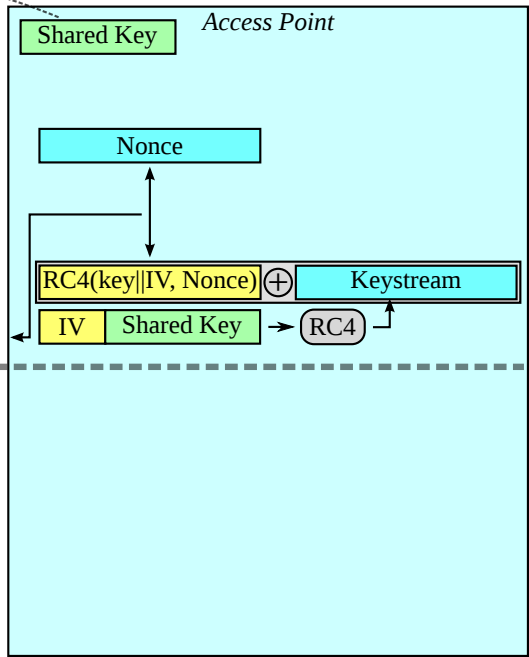 Access Point
Shared Key
Nonce
RC4(key||IV, Nonce) + Keystream
IV Shared Key RC4